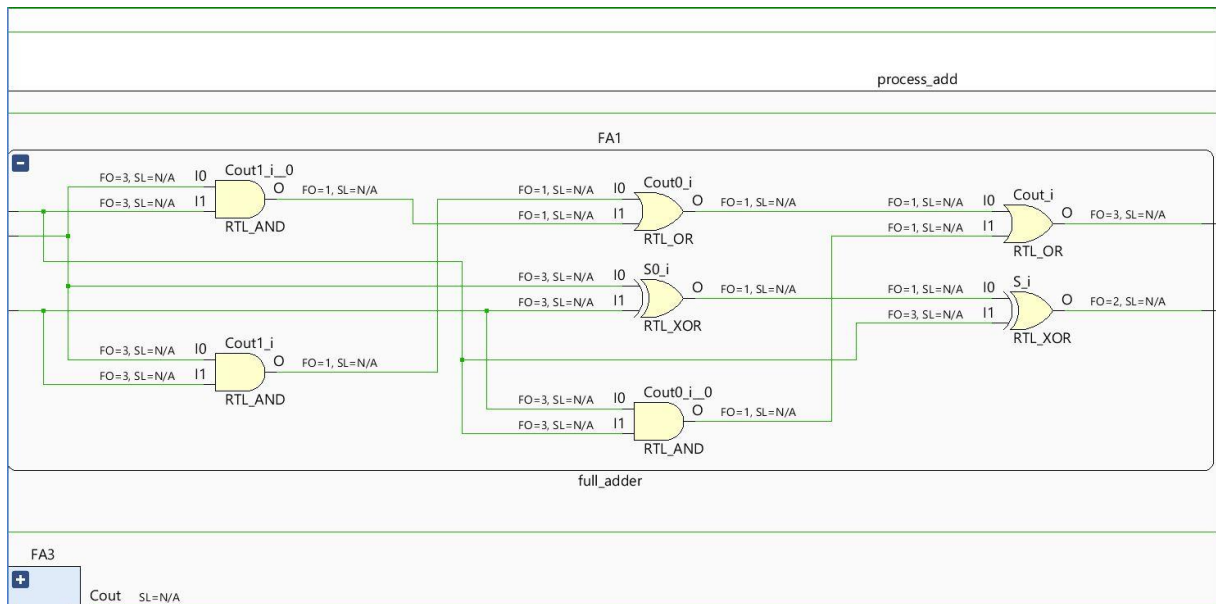 process_add
FA1
FO=3, SL=N/A I0 Cout1_i__0 O FO=1, SL=N/A
FO=3, SL=N/A I1
RTL_AND
FO=1, SL=N/A I0 Cout0_i O FO=1, SL=N/A
FO=1, SL=N/A I1
RTL_OR
FO=1, SL=N/A I0 Cout_i O FO=3, SL=N/A
FO=1, SL=N/A I1
RTL_OR
FO=3, SL=N/A I0 S0_i O FO=1, SL=N/A
FO=3, SL=N/A I1
RTL_XOR
FO=1, SL=N/A I0 S_i O FO=2, SL=N/A
FO=3, SL=N/A I1
RTL_XOR
FO=3, SL=N/A I0 Cout1_i O FO=1, SL=N/A
FO=3, SL=N/A I1
RTL_AND
FO=3, SL=N/A I0 Cout0_i__0 O FO=1, SL=N/A
FO=3, SL=N/A I1
RTL_AND
full_adder
FA3
Cout SL=N/A